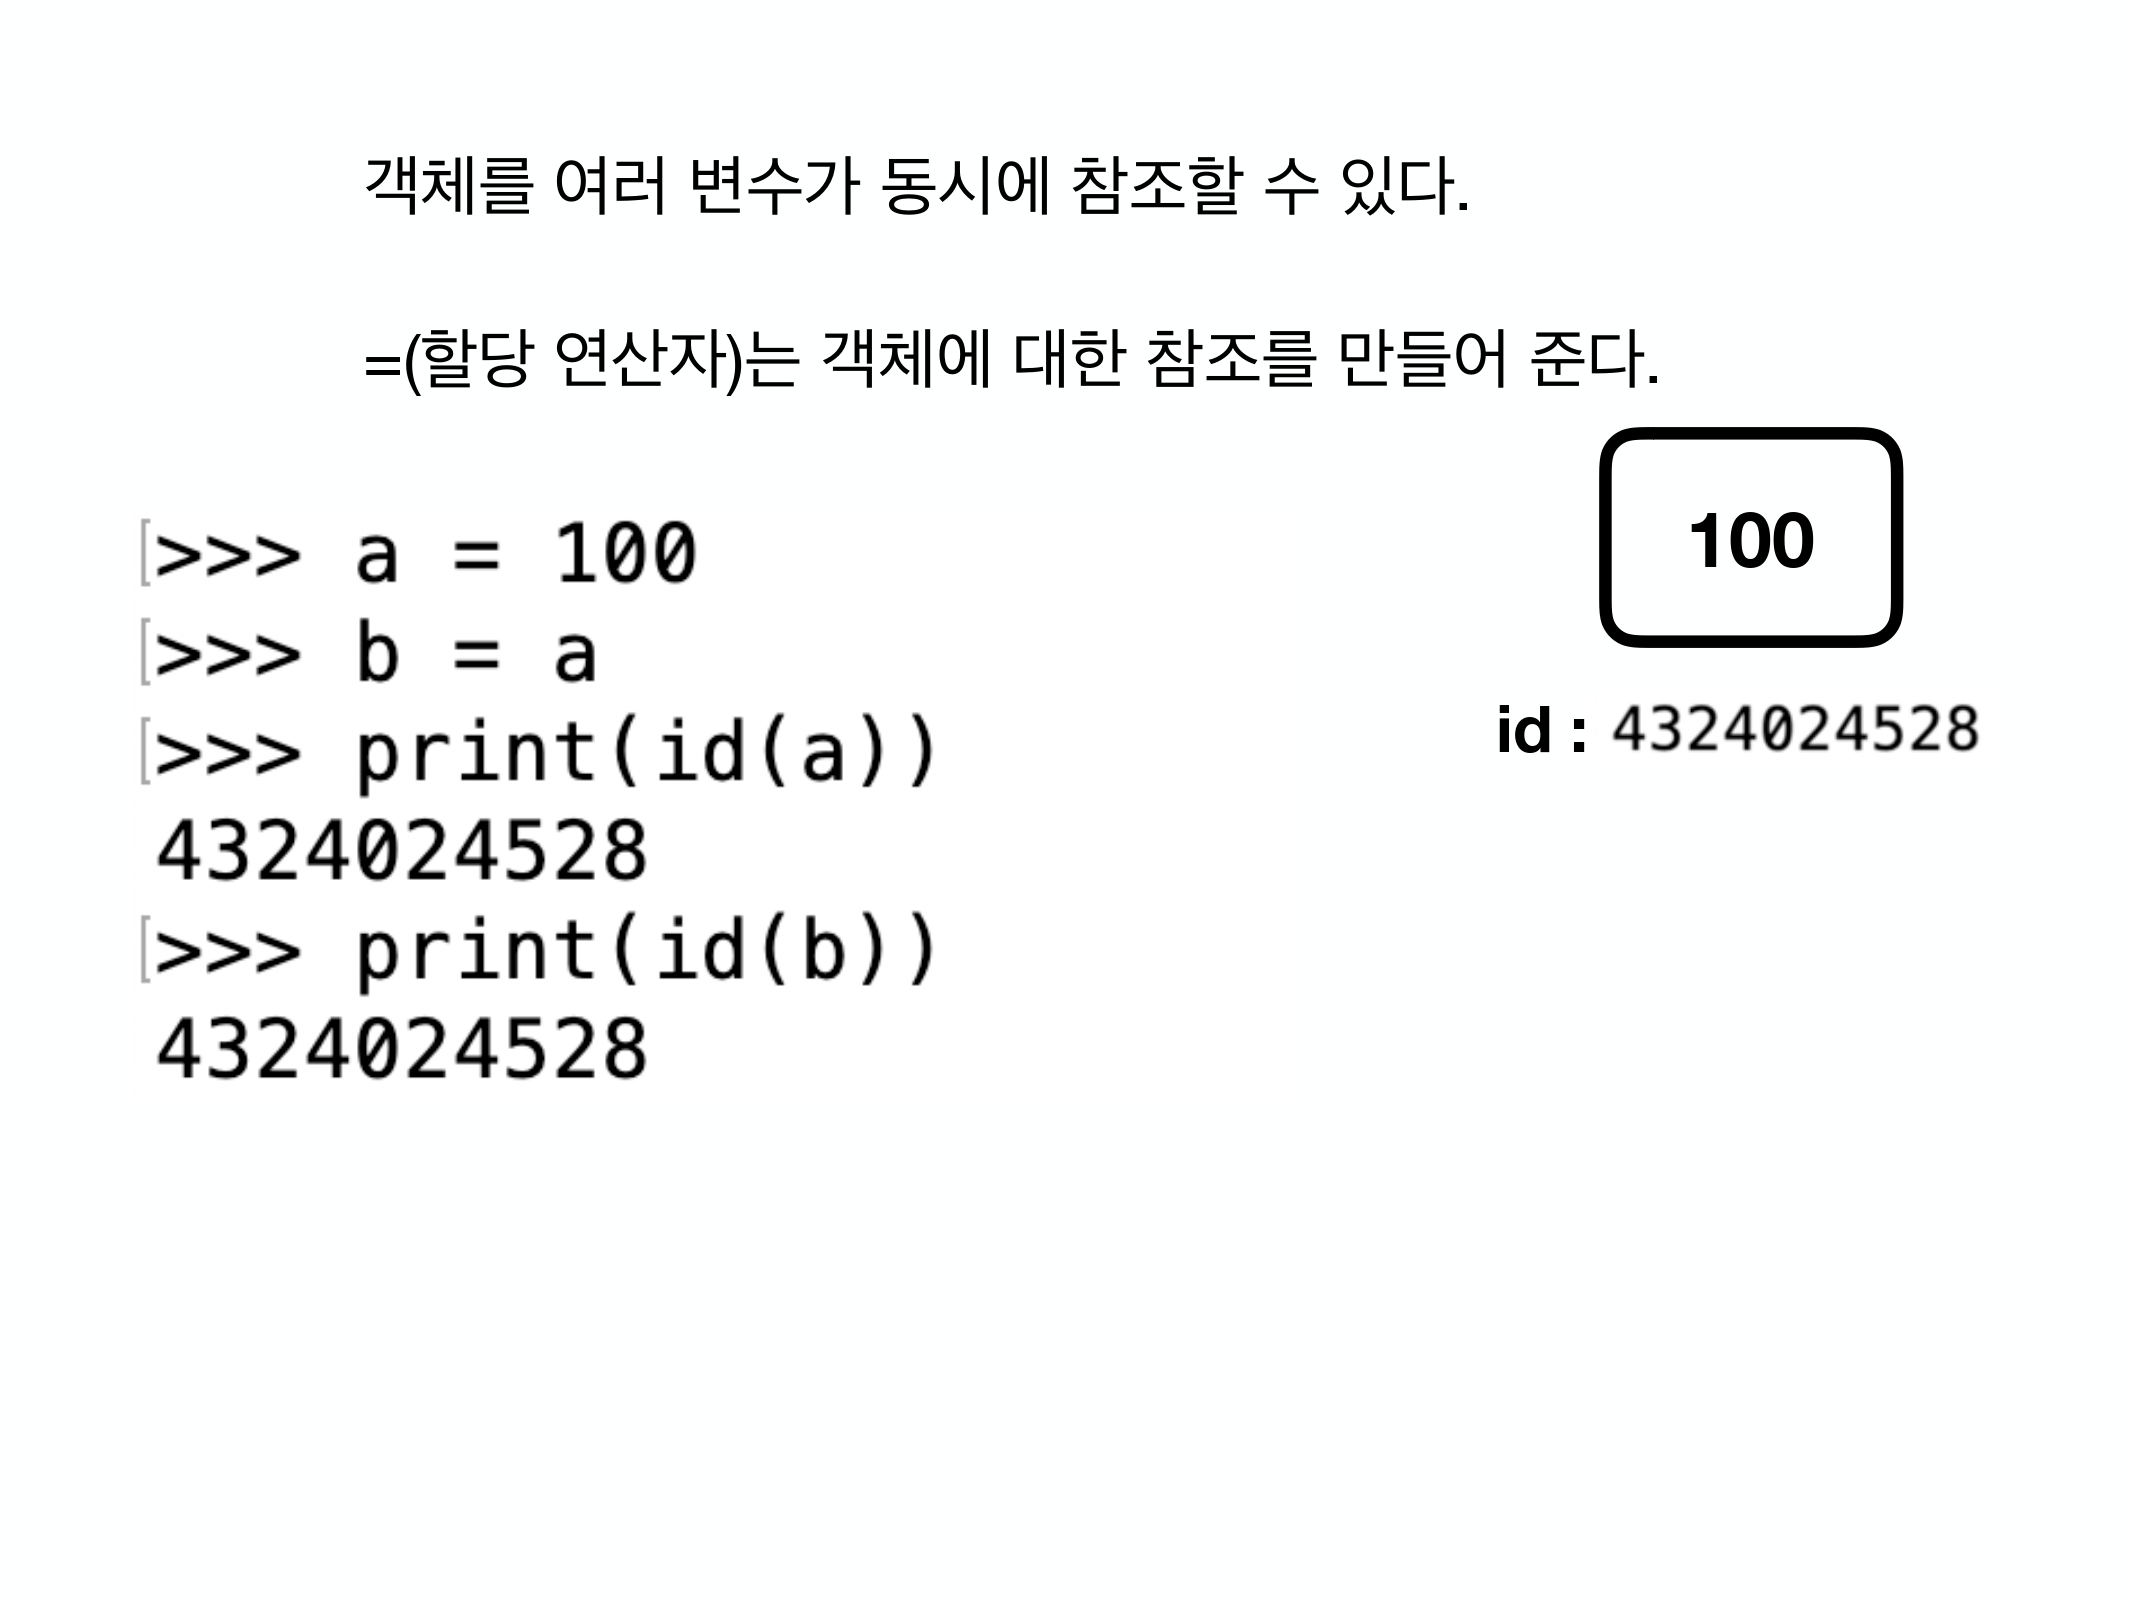 객체를 여러 변수가 동시에 참조할 수 있다.
=(할당 연산자)는 객체에 대한 참조를 만들어 준다.
>>> a = 100
>>> b = a
>>> print(id(a))
4324024528
>>> print(id(b))
4324024528
100
id : 4324024528